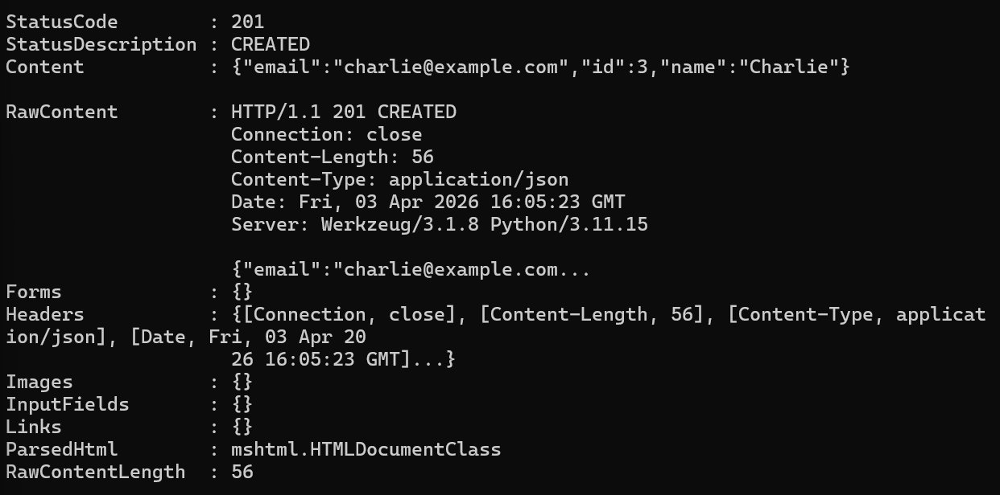 StatusCode        : 201
StatusDescription : CREATED
Content           : {"email":"charlie@example.com","id":3,"name":"Charlie"}

RawContent        : HTTP/1.1 201 CREATED
                    Connection: close
                    Content-Length: 56
                    Content-Type: application/json
                    Date: Fri, 03 Apr 2026 16:05:23 GMT
                    Server: Werkzeug/3.1.8 Python/3.11.15

                    {"email":"charlie@example.com...
Forms             : {}
Headers           : {[Connection, close], [Content-Length, 56], [Content-Type, applicat
ion/json], [Date, Fri, 03 Apr 20
                    26 16:05:23 GMT]...}
Images            : {}
InputFields       : {}
Links             : {}
ParsedHtml        : mshtml.HTMLDocumentClass
RawContentLength  : 56